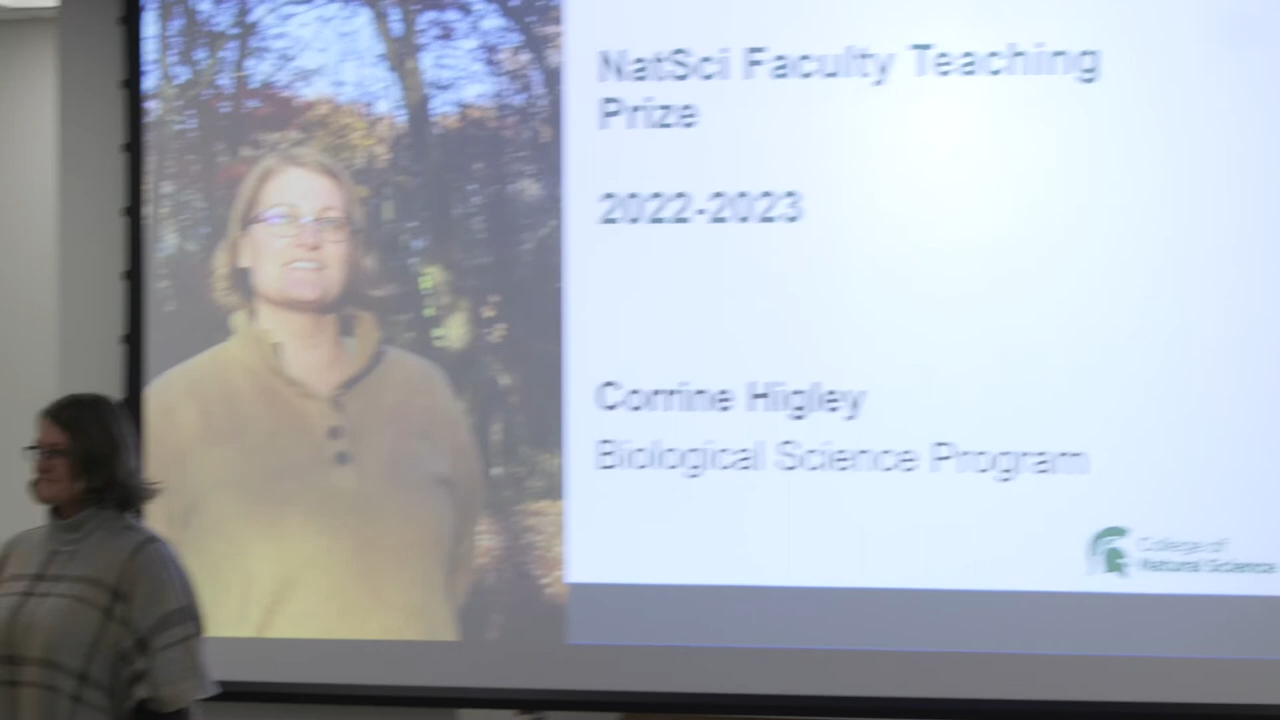 NatSci Faculty Teaching
Prize
2022-2023
Corrine Higley
Biological Science Program
College of
Natural Science